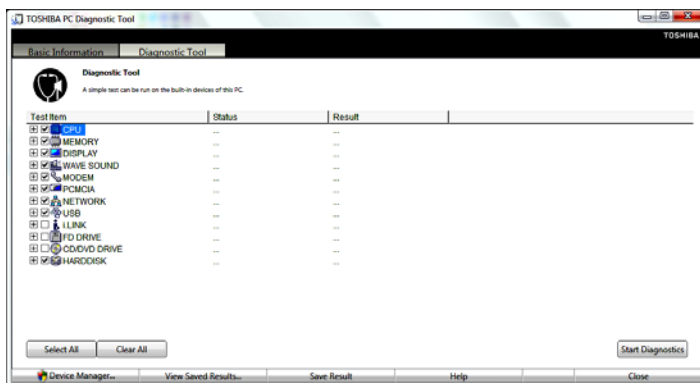 TOSHIBA PC Diagnostic Tool
TOSHIBA
Basic Information Diagnostic Tool
Diagnostic Tool
A simple test can be run on the built-in devices of this PC.
Test Item Status Result
CPU ... ...
MEMORY ... ...
DISPLAY ... ...
WAVE SOUND ... ...
MODEM ... ...
PCMCIA ... ...
NETWORK ... ...
USB ... ...
i.LINK ... ...
FD DRIVE ... ...
CD/DVD DRIVE ... ...
HARDDISK ... ...
Select All Clear All Start Diagnostics
Device Manager... View Saved Results... Save Result Help Close